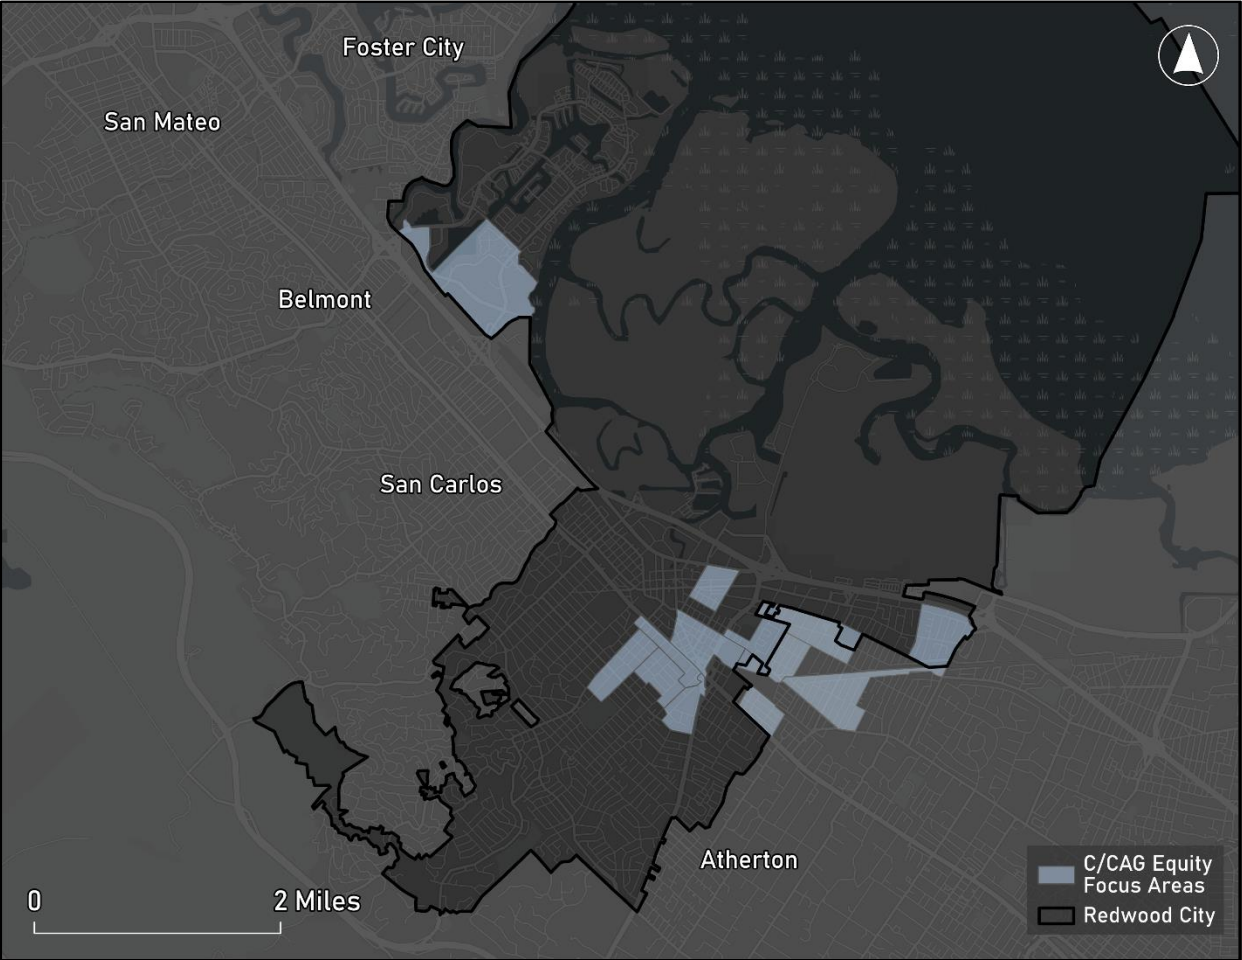 Foster City
San Mateo
Belmont
San Carlos
Atherton
0
2 Miles
C/CAG Equity
Focus Areas
Redwood City